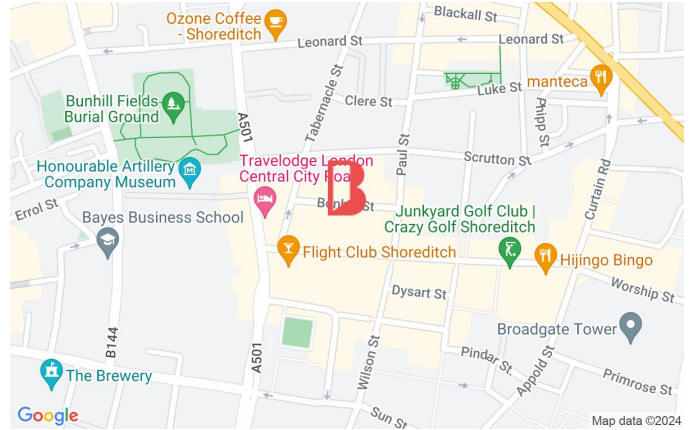 Ozone Coffee
- Shoreditch
Blackall St
Leonard St
Leonard St
manteca
Luke St
Bunhill Fields
Burial Ground
Tabernacle St
Clere St
Phipp St
A501
Paul St
Honourable Artillery
Company Museum
Travelodge London
Central City Road
Scrutton St
Curtain Rd
Errol St
Bayes Business School
Junkyard Golf Club |
Crazy Golf Shoreditch
Flight Club Shoreditch
Hijingo Bingo
Worship St
Dysart St
Broadgate Tower
B144
A501
Wilson St
Pindar St.
Appold St
Primrose St
The Brewery
Sun St
Google
Map data ©2024